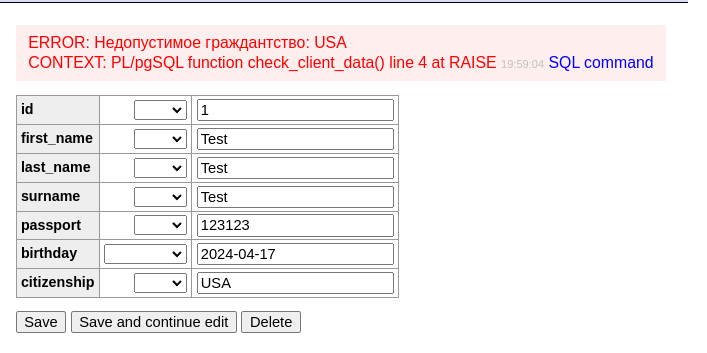 ERROR: Недопустимое граждантство: USA
CONTEXT: PL/pgSQL function check_client_data() line 4 at RAISE 19:59:04 SQL command
id 1
first_name Test
last_name Test
surname Test
passport 123123
birthday 2024-04-17
citizenship USA
Save Save and continue edit Delete